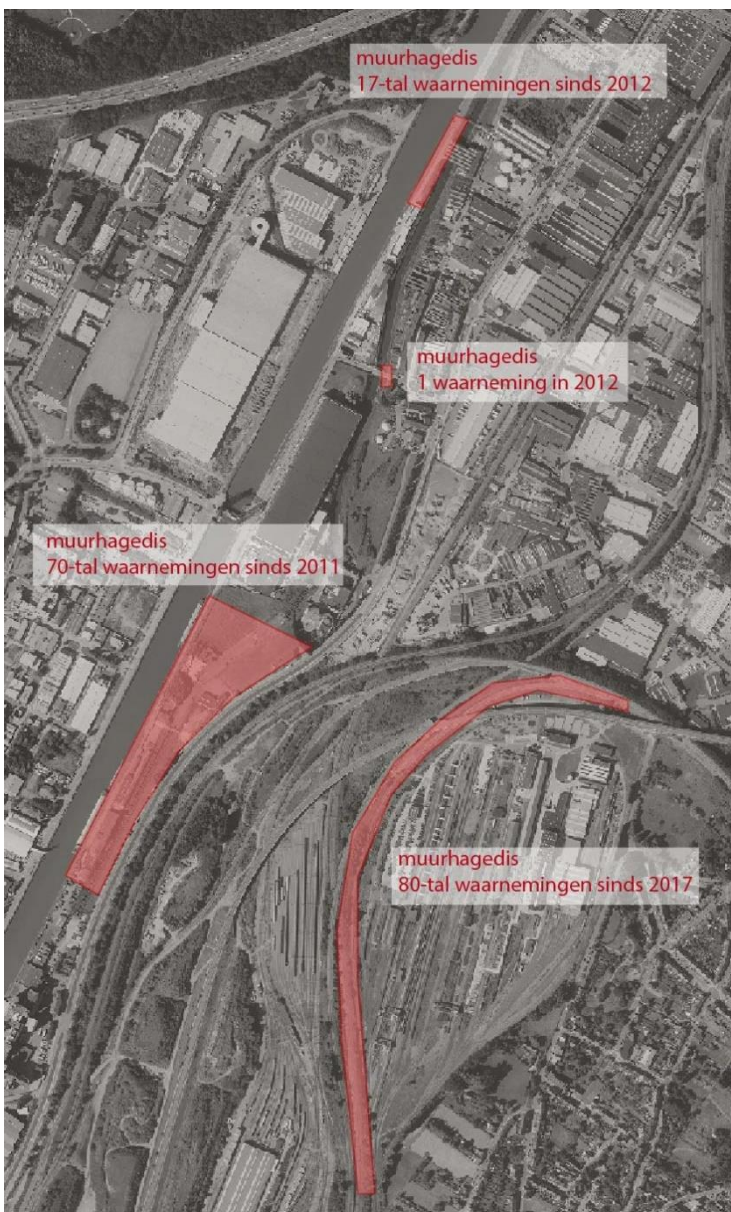 muurhagedis
17-tal waarnemingen sinds 2012
muurhagedis
1 waarneming in 2012
muurhagedis
70-tal waarnemingen sinds 2011
muurhagedis
80-tal waarnemingen sinds 2017